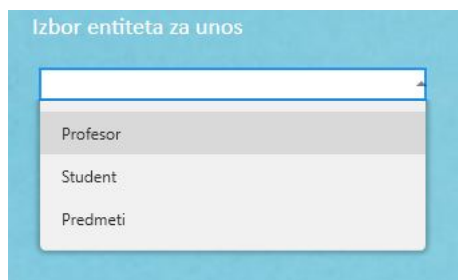 Izbor entiteta za unos
Profesor
Student
Predmeti